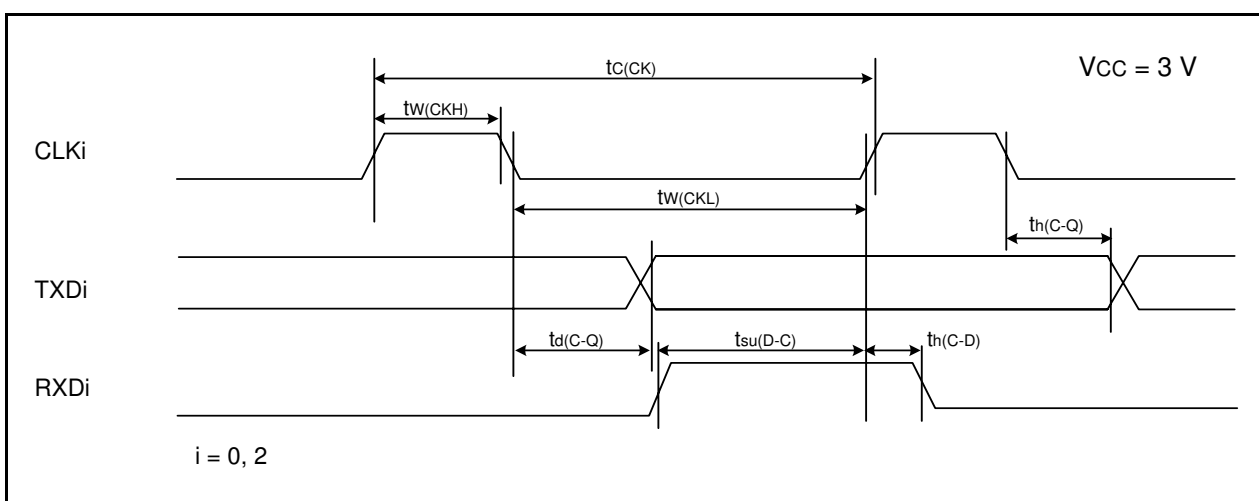 tC(CK)
VCC = 3 V
tW(CKH)
CLKi
tW(CKL)
th(C-Q)
TXDi
td(C-Q)
tsu(D-C)
th(C-D)
RXDi
i = 0, 2